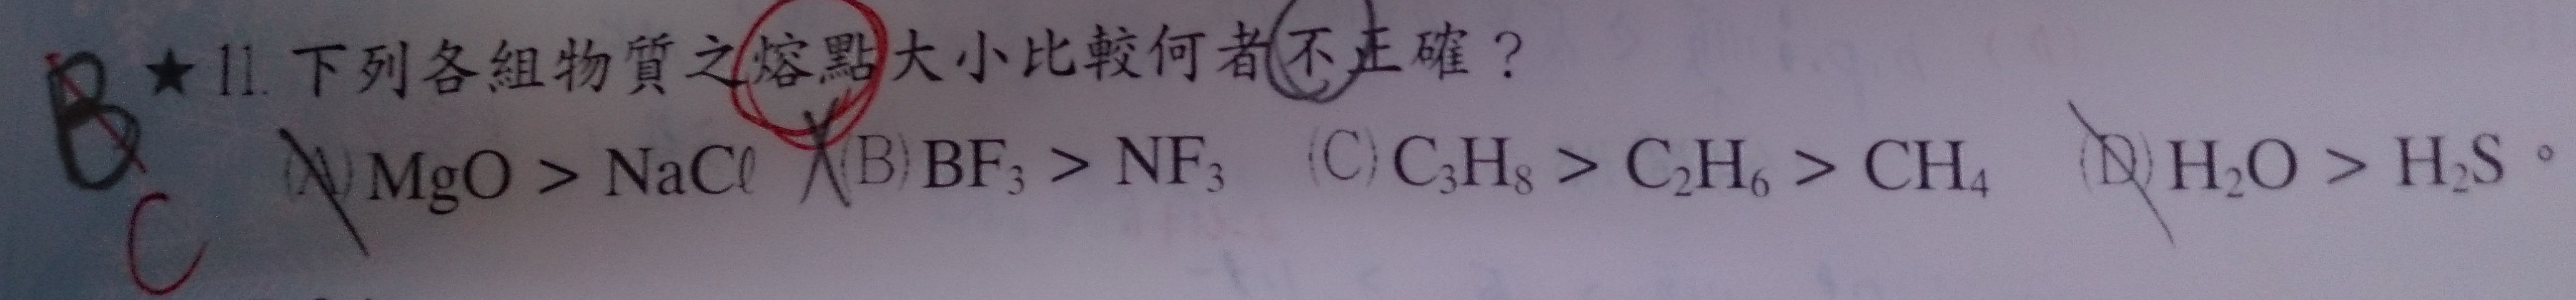 B ★11. 下列各組物質之熔點大小比較何者不正確？
C (A) MgO > NaCl (B) BF₃ > NF₃ (C) C₃H₈ > C₂H₆ > CH₄ (D) H₂O > H₂S。